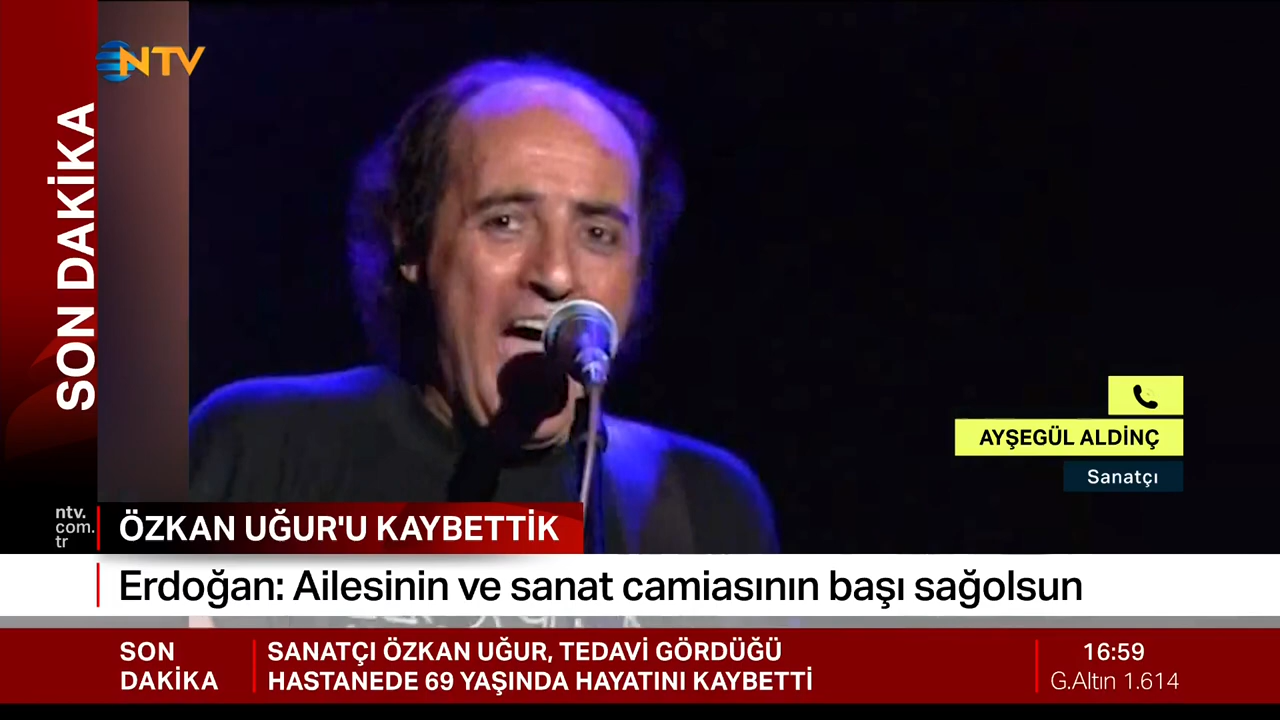 NTV
SON DAKİKA
AYŞEGÜL ALDİNÇ
Sanatçı
ntv.
com.
tr
ÖZKAN UĞUR'U KAYBETTİK
Erdoğan: Ailesinin ve sanat camiasının başı sağolsun
SON
DAKİKA
SANATÇI ÖZKAN UĞUR, TEDAVİ GÖRDÜĞÜ
HASTANEDE 69 YAŞINDA HAYATINI KAYBETTİ
16:59
G.Altın 1.614